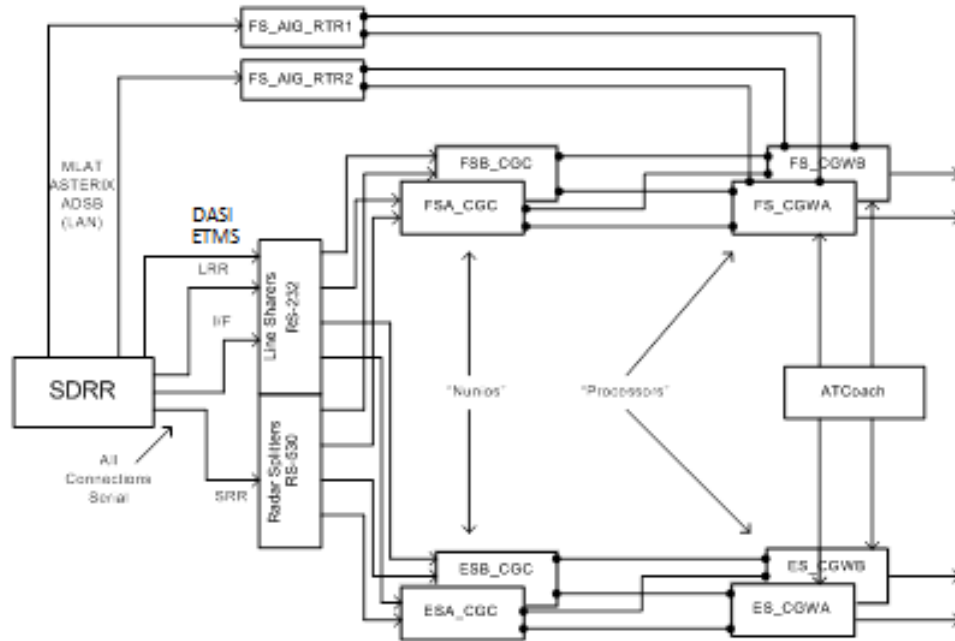 FS_AIG_RTR1
FS_AIG_RTR2
MLAT
ASTERIX
ADSB
(LAN)
FSB_CGC
FS_CGWB
FSA_CGC
FS_CGWA
DASI
ETMS
LRR
I/F
Line Sharers
RS-232
SDRR
"Nunios"
"Processors"
ATCoach
All
Connections
Serial
SRR
Radar Splitters
RS-530
ESB_CGC
ES_CGWB
ESA_CGC
ES_CGWA